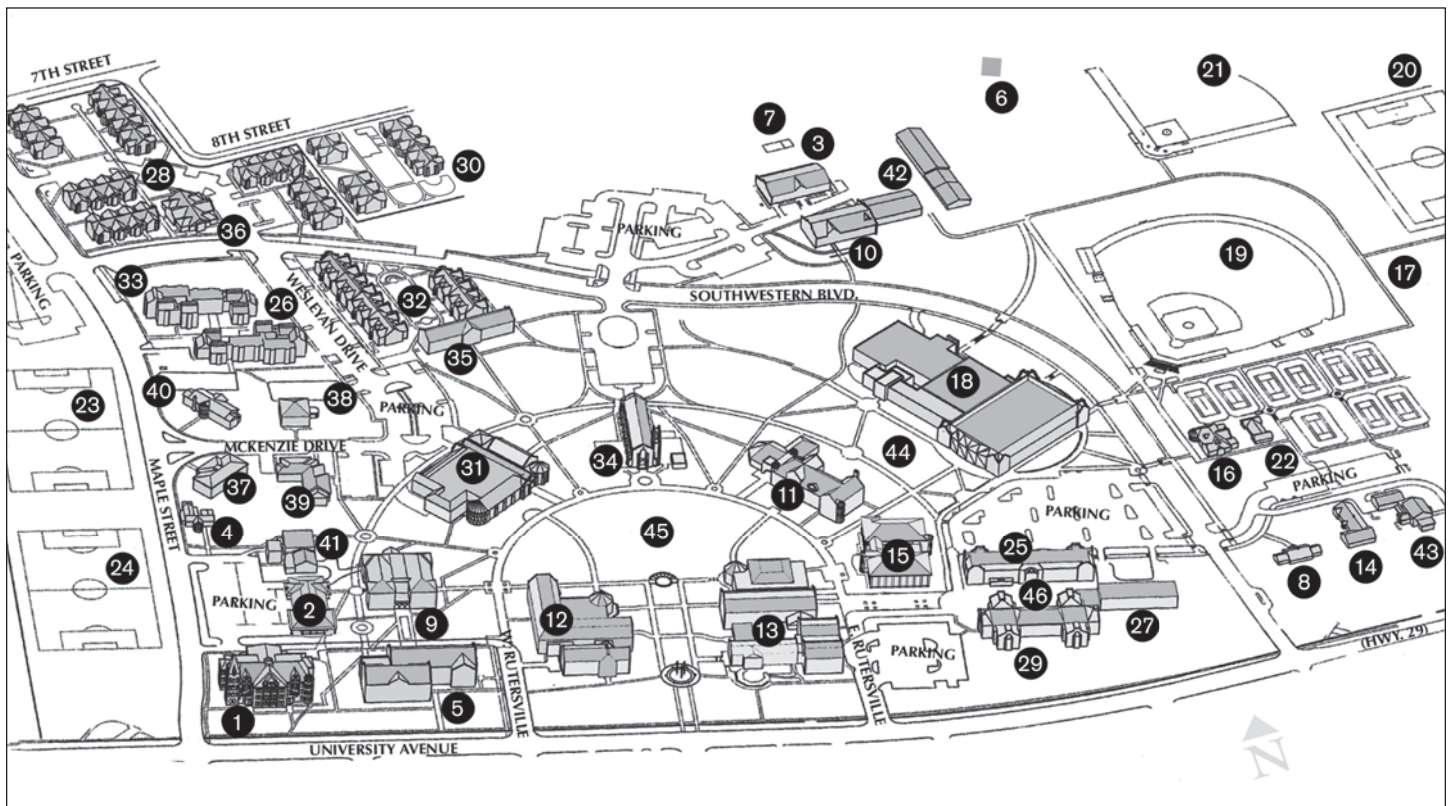 7TH STREET
8TH STREET
21
20
6
7
3
42
28
30
36
PARKING
10
19
17
PARKING
33
26
WESLEYAN DRIVE
32
SOUTHWESTERN BLVD.
35
18
23
40
38
PARKING
MCKENZIE DRIVE
31
34
44
16
22
PARKING
MAPLE STREET
37
39
11
PARKING
4
41
45
15
25
8
14
43
24
PARKING
2
9
12
13
46
27
W. RUTERSVILLE
E. RUTERSVILLE
PARKING
29
(HWY. 29)
1
5
UNIVERSITY AVENUE
N